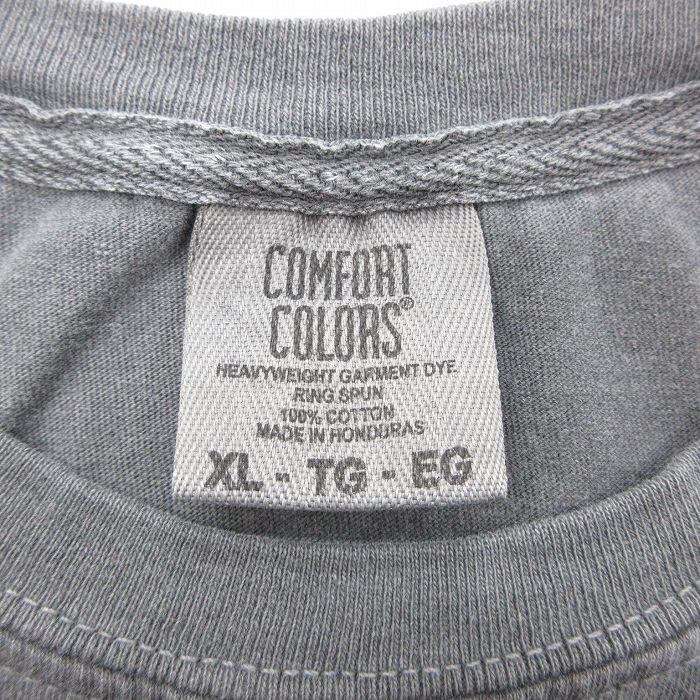 COMFORT
COLORS®
HEAVYWEIGHT GARMENT DYE
RING SPUN
100% COTTON
MADE IN HONDURAS
XL - TG - EG